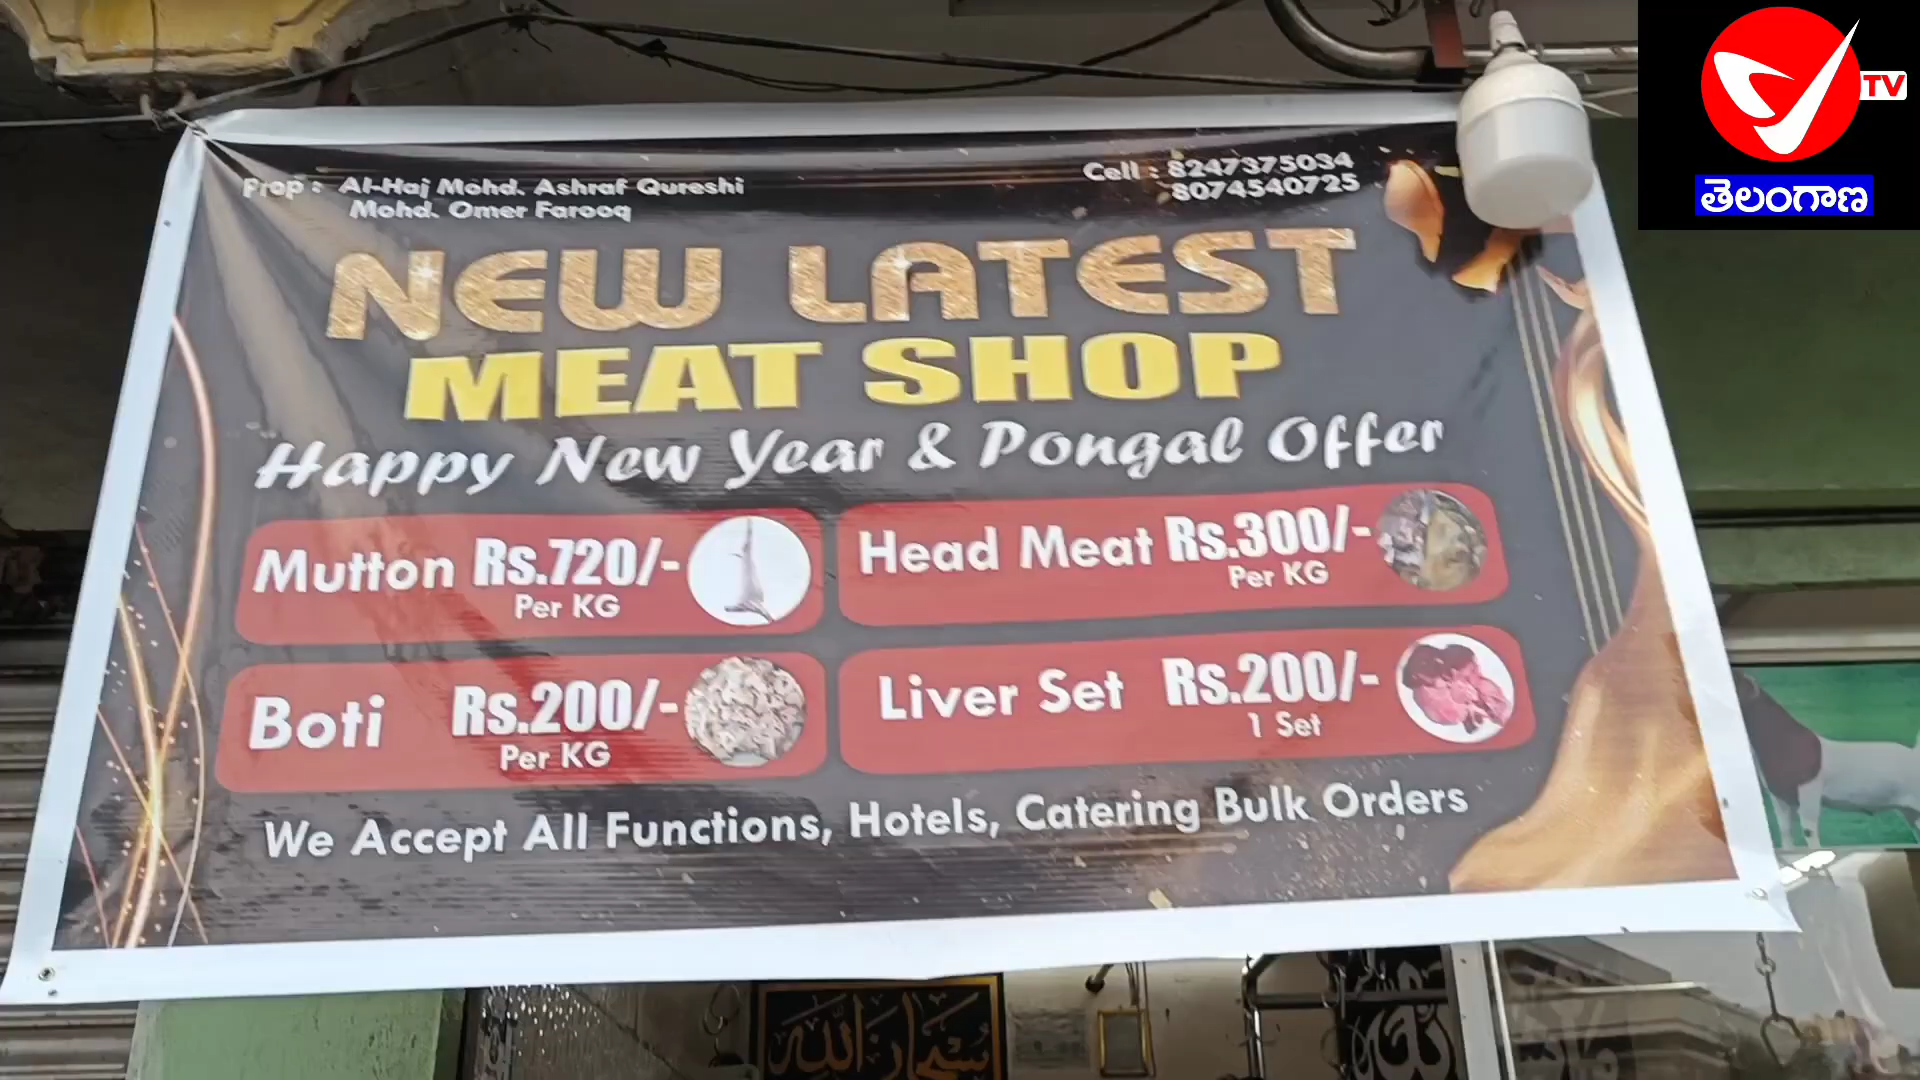 TV
తెలంగాణ
Prop : Al-Haj Mohd. Ashraf Qureshi
Mohd. Omer Farooq
Cell : 8247375034
8074540725
NEW LATEST
MEAT SHOP
Happy New Year & Pongal Offer
Mutton Rs.720/-
Per KG
Head Meat Rs.300/-
Per KG
Boti Rs.200/-
Per KG
Liver Set Rs.200/-
1 Set
We Accept All Functions, Hotels, Catering Bulk Orders
سبحان الله